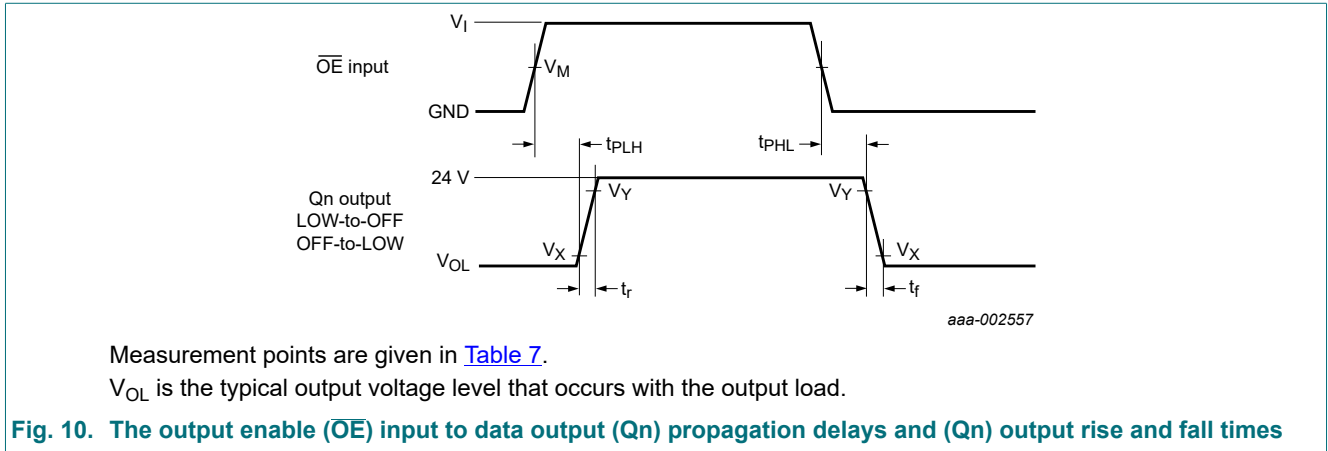 V_I
O̅E̅ input
V_M
GND
t_PLH
t_PHL
24 V
V_Y
V_Y
Qn output
LOW-to-OFF
OFF-to-LOW
V_X
V_X
V_OL
t_r
t_f
aaa-002557
Measurement points are given in Table 7.
V_OL is the typical output voltage level that occurs with the output load.
Fig. 10. The output enable (O̅E̅) input to data output (Qn) propagation delays and (Qn) output rise and fall times